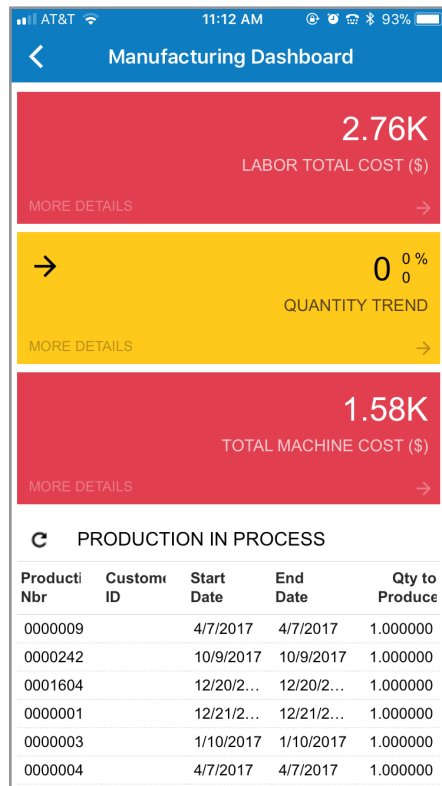 AT&T 11:12 AM 93%
Manufacturing Dashboard
2.76K
LABOR TOTAL COST ($)
MORE DETAILS
0 0 %
0
QUANTITY TREND
MORE DETAILS
1.58K
TOTAL MACHINE COST ($)
MORE DETAILS
PRODUCTION IN PROCESS
Producti Custome Start End Qty to
Nbr ID Date Date Produce
0000009 4/7/2017 4/7/2017 1.000000
0000242 10/9/2017 10/9/2017 1.000000
0001604 12/20/2... 12/20/2... 1.000000
0000001 12/21/2... 12/21/2... 1.000000
0000003 1/10/2017 1/10/2017 1.000000
0000004 4/7/2017 4/7/2017 1.000000